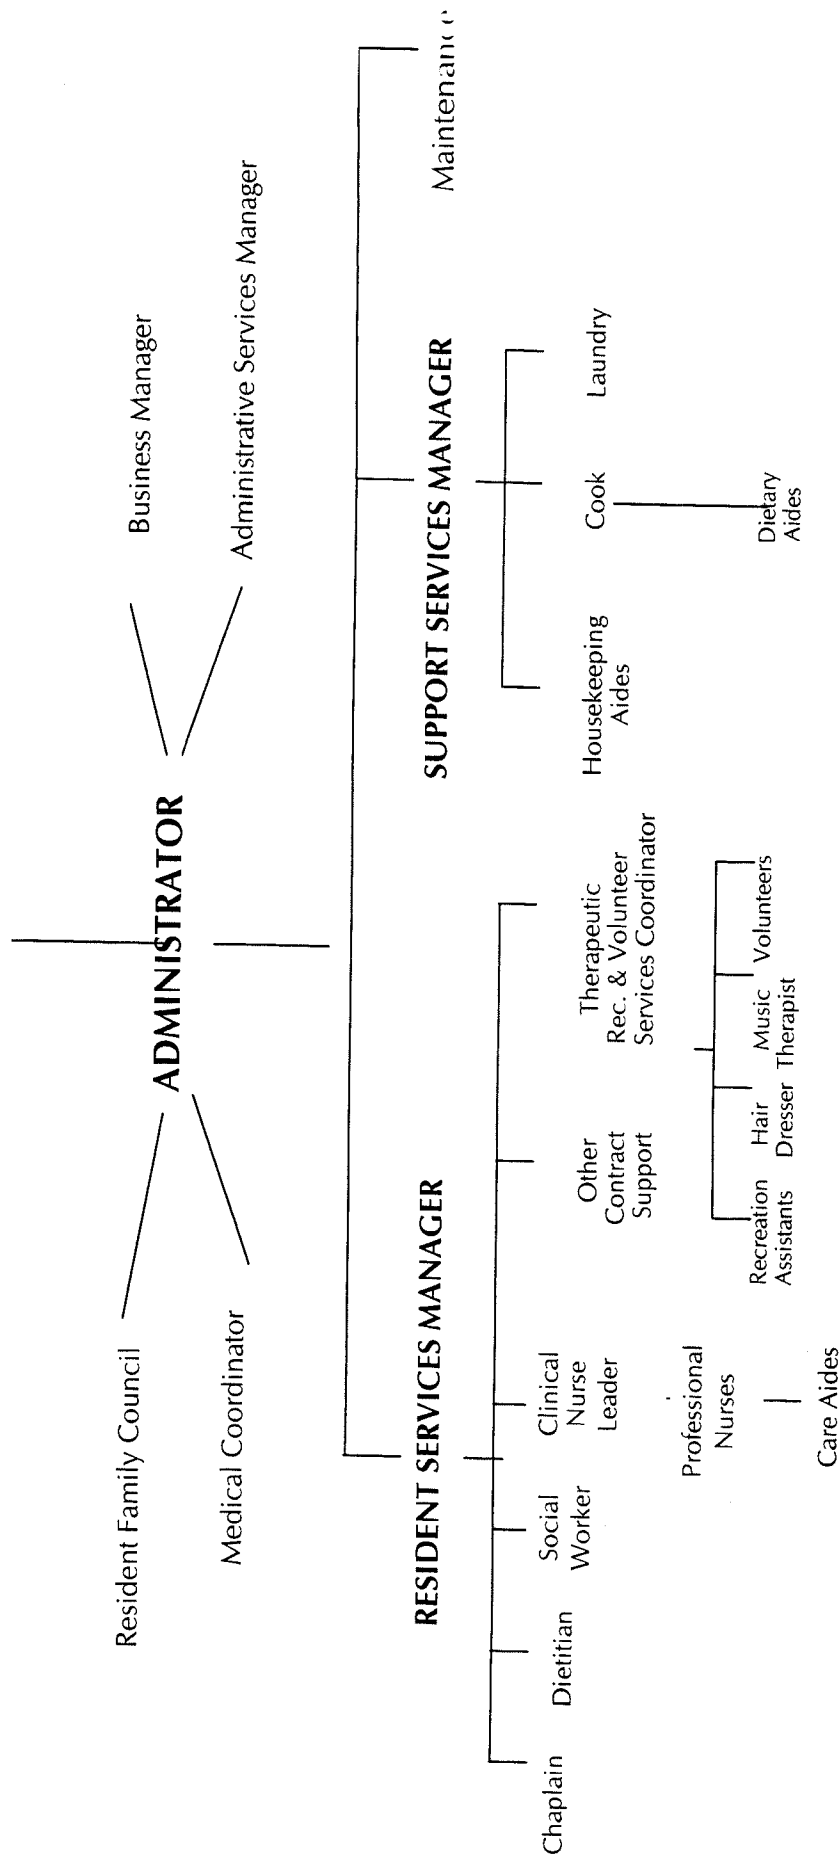 Resident Family Council
Business Manager
ADMINISTRATOR
Medical Coordinator
Administrative Services Manager
RESIDENT SERVICES MANAGER
SUPPORT SERVICES MANAGER
Maintenance
Chaplain
Dietitian
Social
Worker
Clinical
Nurse
Leader
Other
Contract
Support
Therapeutic
Rec. & Volunteer
Services Coordinator
Housekeeping
Aides
Cook
Laundry
Professional
Nurses
Care Aides
Recreation
Assistants
Hair
Dresser
Music
Therapist
Volunteers
Dietary
Aides